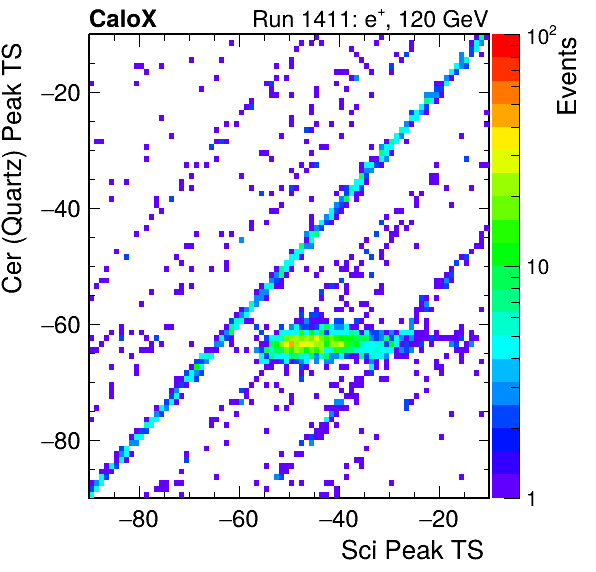 CaloX Run 1411: e⁺, 120 GeV
Cer (Quartz) Peak TS
−20
−40
−60
−80
−80 −60 −40 −20
Sci Peak TS
10²
10
1
Events